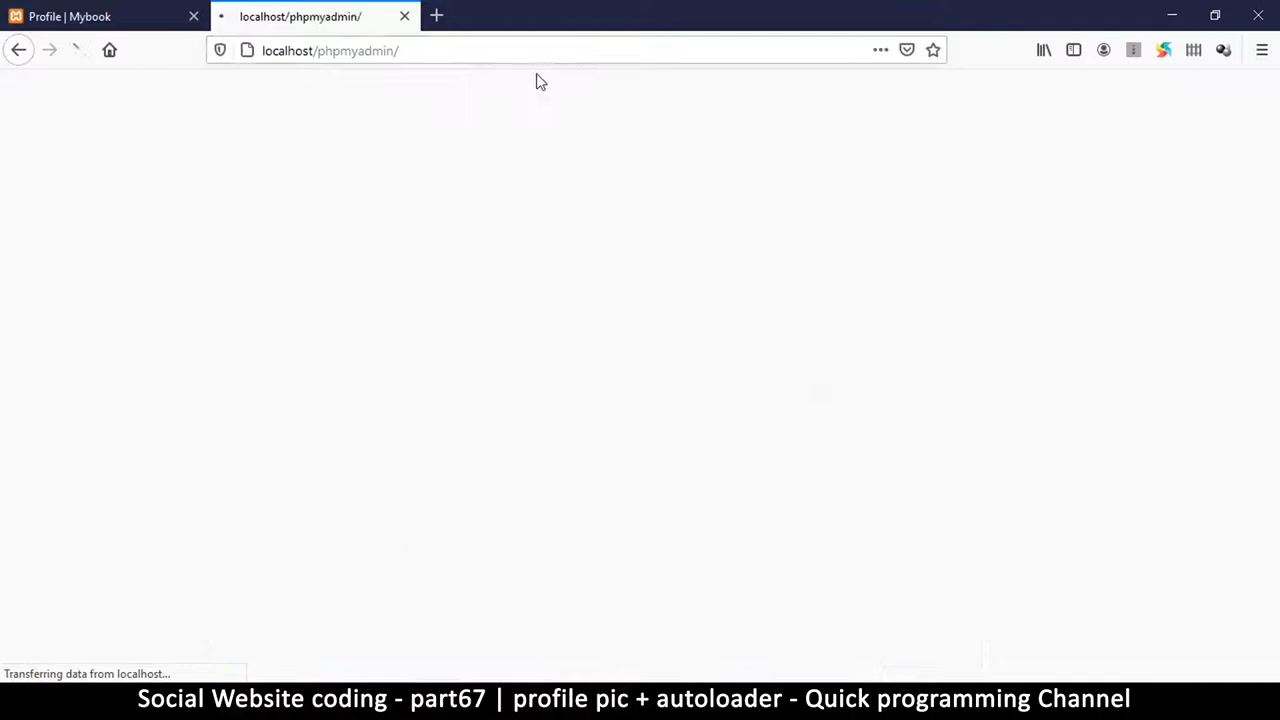 Profile | Mybook
localhost/phpmyadmin/
localhost/phpmyadmin/
Transferring data from localhost...
Social Website coding - part67 | profile pic + autoloader - Quick programming Channel